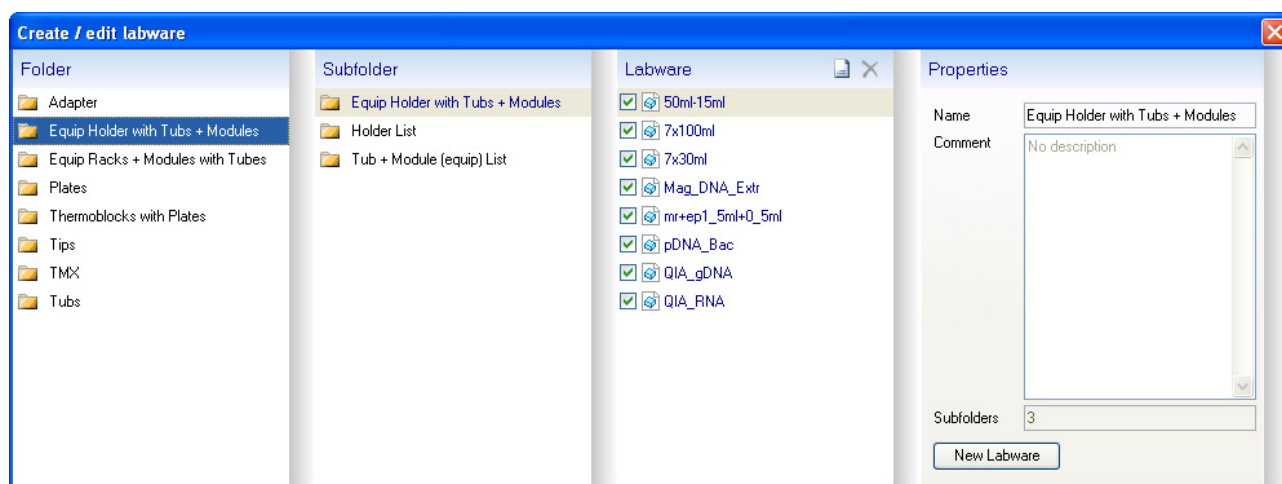 Create / edit labware
Folder
Adapter
Equip Holder with Tubs + Modules
Equip Racks + Modules with Tubes
Plates
Thermoblocks with Plates
Tips
TMX
Tubs
Subfolder
Equip Holder with Tubs + Modules
Holder List
Tub + Module (equip) List
Labware
50ml-15ml
7x100ml
7x30ml
Mag_DNA_Extr
mr+ep1_5ml+0_5ml
pDNA_Bac
QIA_gDNA
QIA_RNA
Properties
Name Equip Holder with Tubs + Modules
Comment No description
Subfolders 3
New Labware